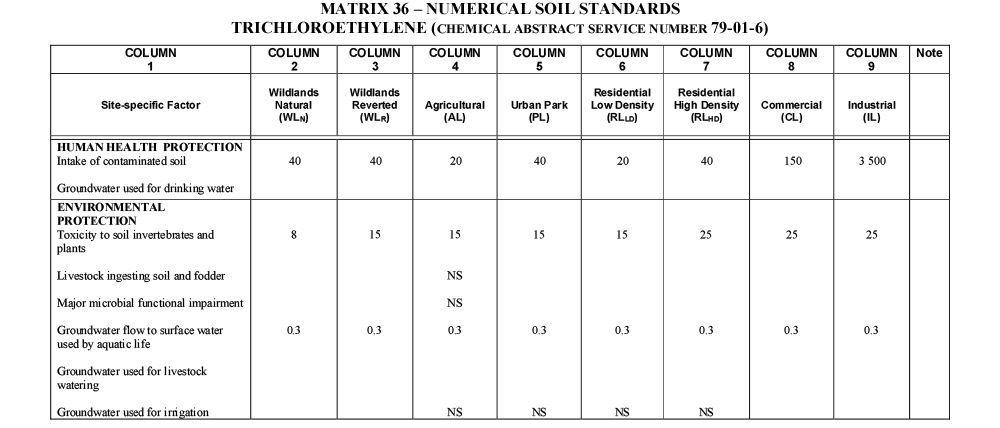 MATRIX 36 – NUMERICAL SOIL STANDARDS
TRICHLOROETHYLENE (CHEMICAL ABSTRACT SERVICE NUMBER 79-01-6)
COLUMN 1 COLUMN 2 COLUMN 3 COLUMN 4 COLUMN 5 COLUMN 6 COLUMN 7 COLUMN 8 COLUMN 9 Note
Site-specific Factor Wildlands Natural (WLN) Wildlands Reverted (WLR) Agricultural (AL) Urban Park (PL) Residential Low Density (RLLD) Residential High Density (RLHD) Commercial (CL) Industrial (IL)
HUMAN HEALTH PROTECTION
Intake of contaminated soil 40 40 20 40 20 40 150 3 500
Groundwater used for drinking water
ENVIRONMENTAL
PROTECTION
Toxicity to soil invertebrates and 8 15 15 15 15 25 25 25
plants
Livestock ingesting soil and fodder NS
Major microbial functional impairment NS
Groundwater flow to surface water 0.3 0.3 0.3 0.3 0.3 0.3 0.3 0.3
used by aquatic life
Groundwater used for livestock
watering
Groundwater used for irrigation NS NS NS NS